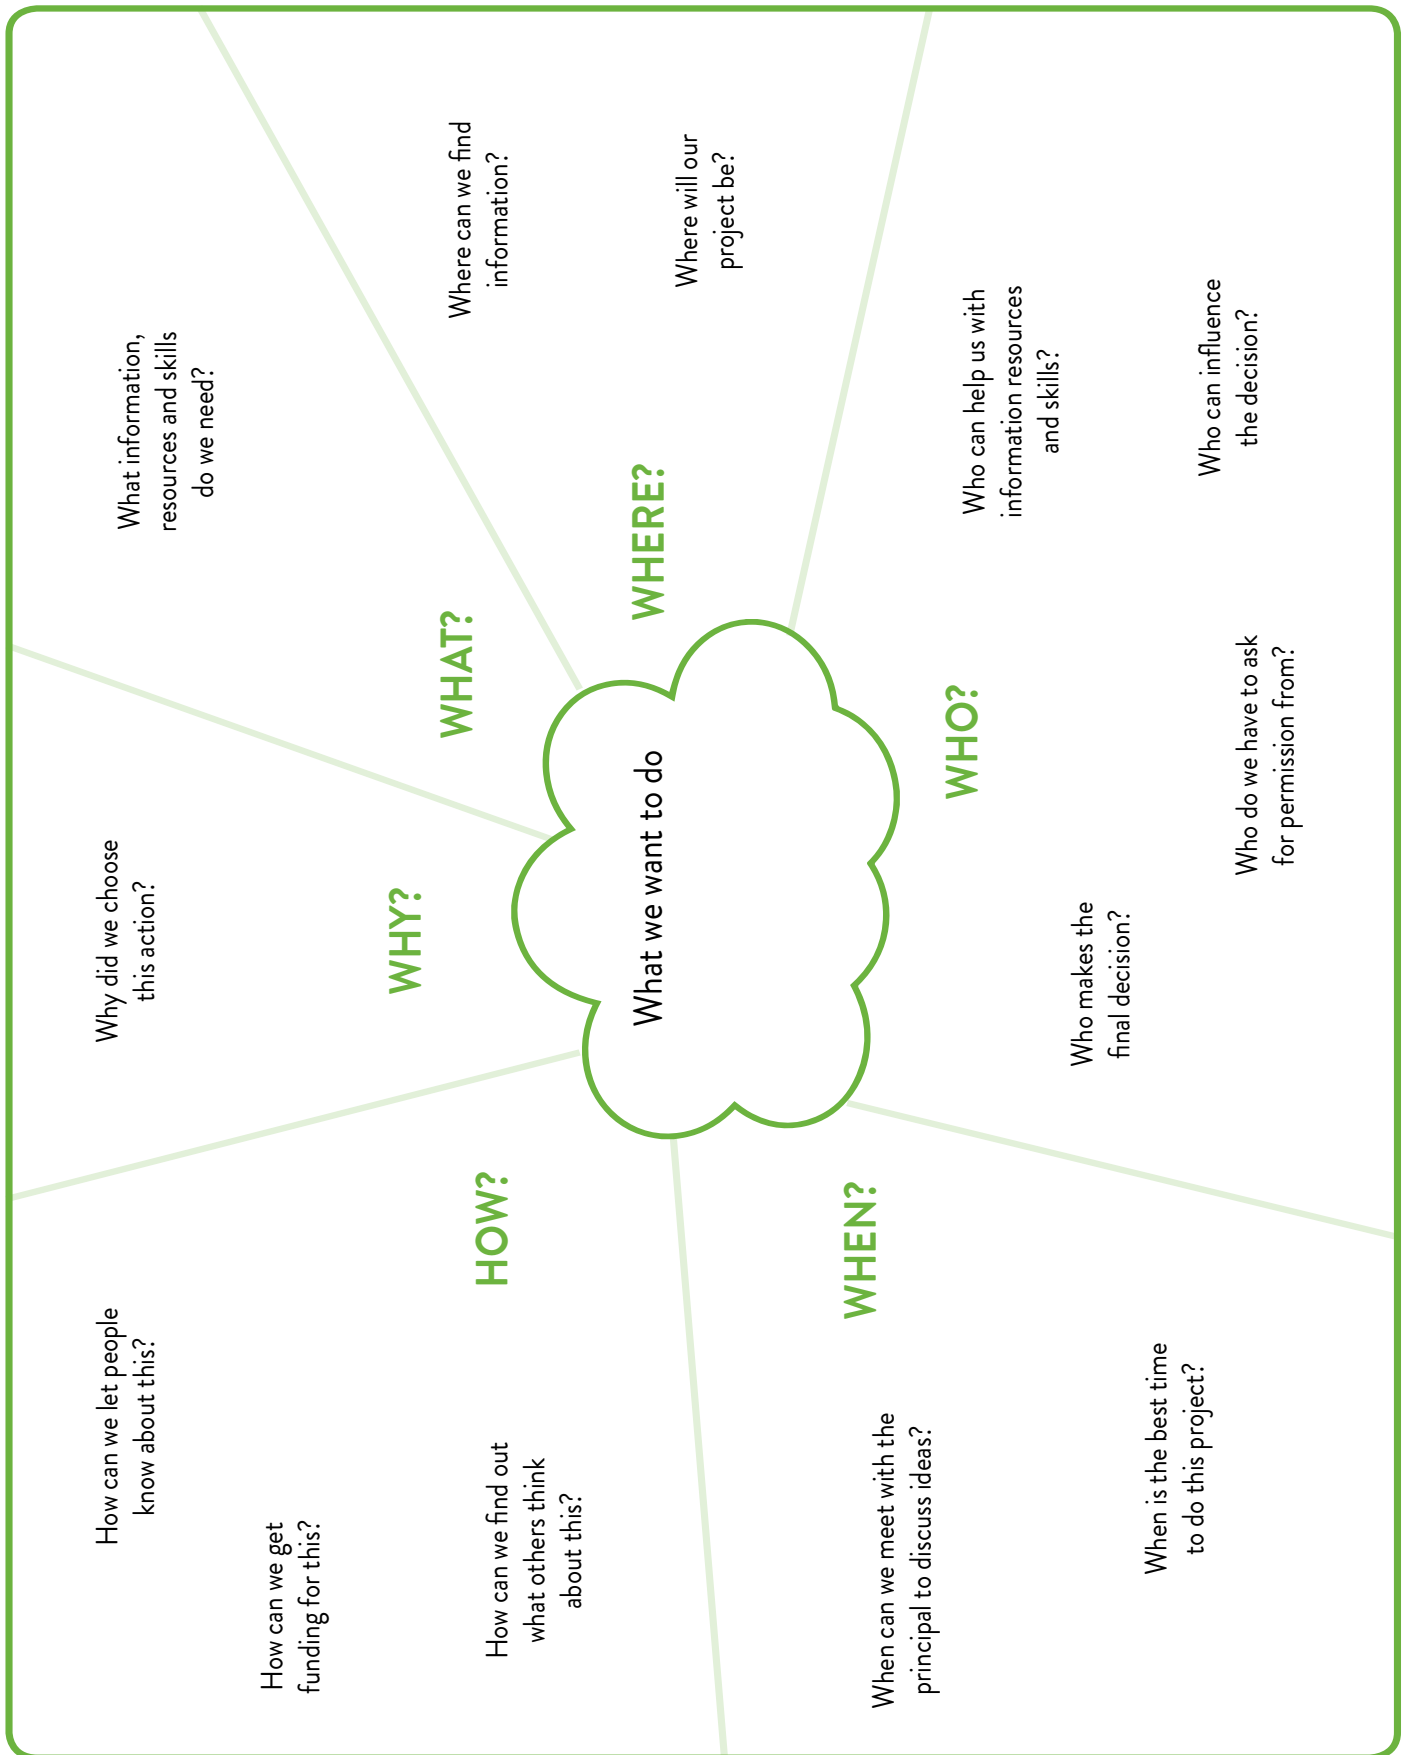 How can we let people
know about this?
How can we get
funding for this?
How can we find out
what others think
about this?
HOW?
Why did we choose
this action?
WHY?
What information,
resources and skills
do we need?
WHAT?
Where can we find
information?
Where will our
project be?
WHERE?
What we want to do
WHO?
Who can help us with
information resources
and skills?
Who can influence
the decision?
Who do we have to ask
for permission from?
Who makes the
final decision?
WHEN?
When can we meet with the
principal to discuss ideas?
When is the best time
to do this project?